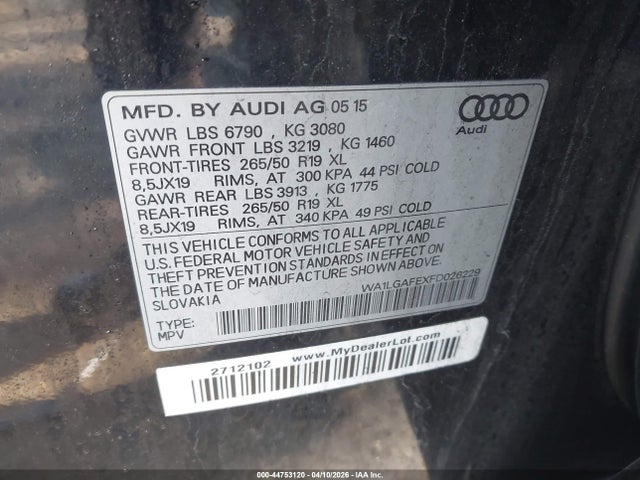 MFD. BY AUDI AG 05 15
GVWR LBS 6790 , KG 3080
GAWR FRONT LBS 3219 , KG 1460
FRONT-TIRES 265/50 R19 XL
8,5JX19 RIMS, AT 300 KPA 44 PSI COLD
GAWR REAR LBS 3913 , KG 1775
REAR-TIRES 265/50 R19 XL
8,5JX19 RIMS, AT 340 KPA 49 PSI COLD
Audi
THIS VEHICLE CONFORMS TO ALL APPLICABLE
U.S. FEDERAL MOTOR VEHICLE SAFETY AND
THEFT PREVENTION STANDARDS IN EFFECT ON
THE DATE OF MANUFACTURE SHOWN ABOVE.
SLOVAKIA
WA1LGAFEXFD026229
TYPE:
MPV
2712102 www.MyDealerLot.com
000-44753120 - 04/10/2026 - IAA, Inc.